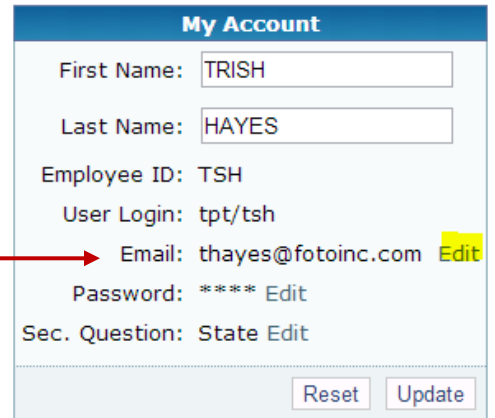 My Account
First Name: TRISH
Last Name: HAYES
Employee ID: TSH
User Login: tpt/tsh
Email: thayes@fotoinc.com Edit
Password: **** Edit
Sec. Question: State Edit
Reset Update